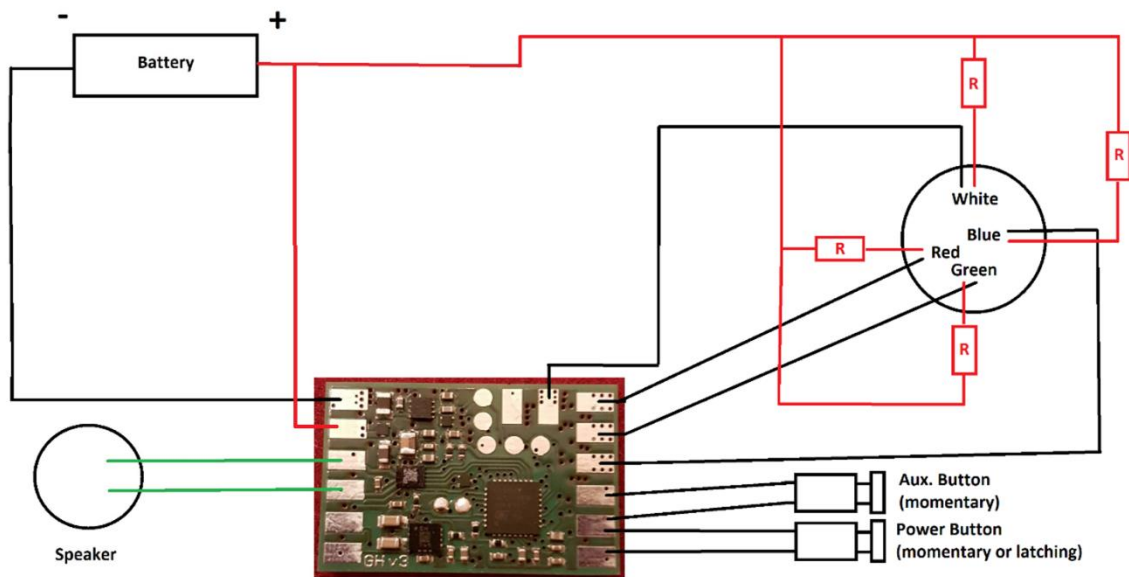 - +
Battery
R
R
White
Blue
R
Red
Green
R
Aux. Button
(momentary)
Power Button
(momentary or latching)
Speaker
GH v3